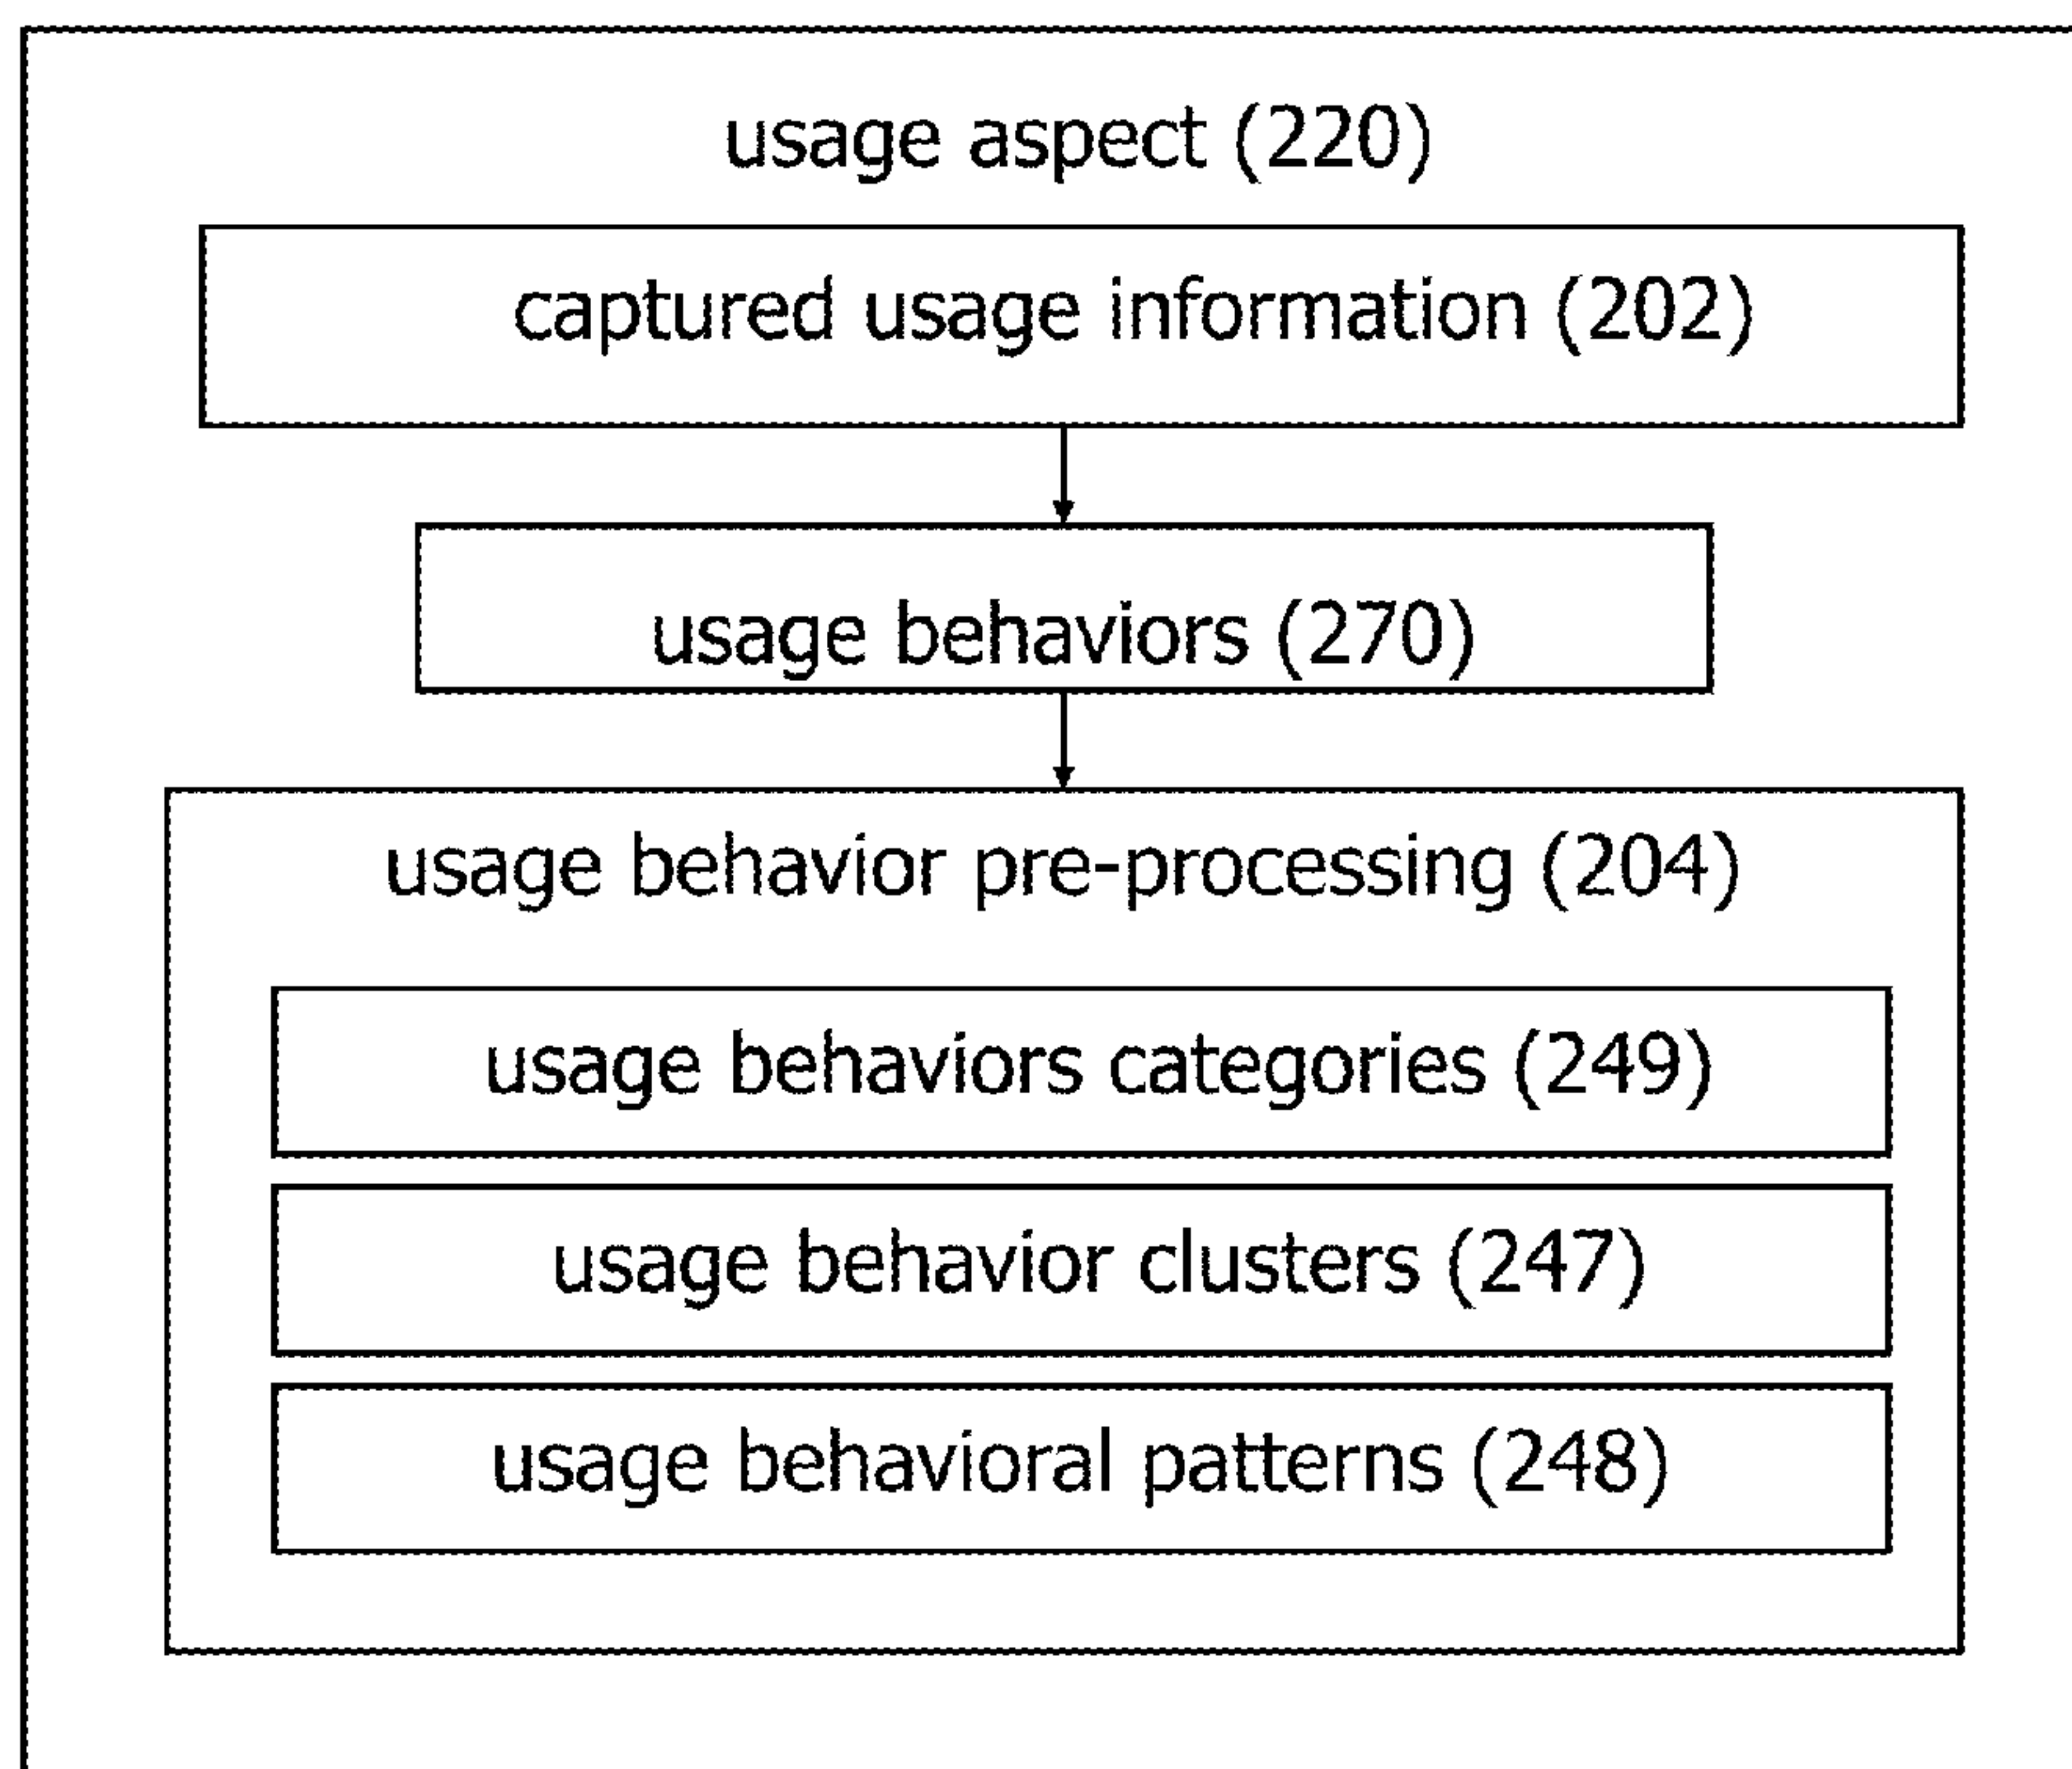 usage aspect (220)
captured usage information (202)
usage behaviors (270)
usage behavior pre-processing (204)
usage behaviors categories (249)
usage behavior clusters (247)
usage behavioral patterns (248)